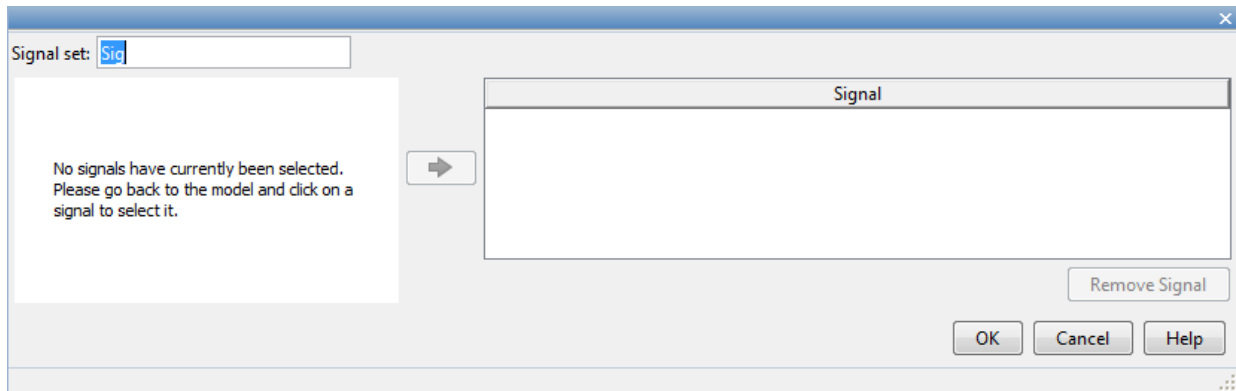 Signal set: Sig
Signal
No signals have currently been selected.
Please go back to the model and click on a
signal to select it.
Remove Signal
OK Cancel Help